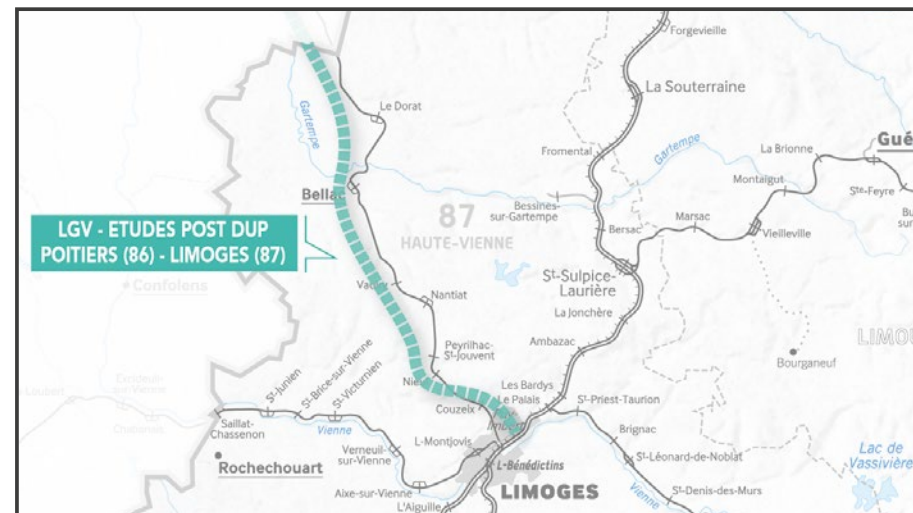 Forgevieille
La Souterraine
Le Dorat
Gartempe
Fromental
Gartempe
La Brionne
Gué
Montaigut
Ste-Feyre
Bellac
Bessines-
sur-Gartempe
87
HAUTE-VIENNE
Bersac
Marsac
Vieilleville
LGV - ETUDES POST DUP
POITIERS (86) - LIMOGES (87)
St-Sulpice-
Laurière
Confolens
Nantiat
La Jonchère
Peyrilhac-
St-Jouvent
Ambazac
LIMOU
Bourganeuf
St-Junien
St-Brice-sur-Vienne
St-Victurnien
Les Bardys
Le Palais
Couzeix
St-Priest-Taurion
Saillat-
Chassenon
Vienne
L-Montjovis
Brignac
Verneuil-
sur-Vienne
L-Bénédictins
St-Léonard-de-Noblat
Lac de
Vassivière
Rochechouart
Aixe-sur-Vienne
LIMOGES
Vienne
St-Denis-des-Murs
L'Aiguille